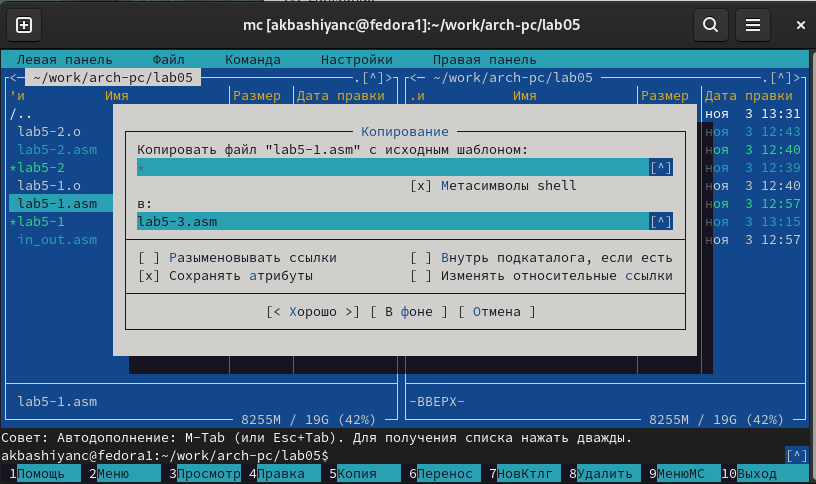 mc [akbashiyanc@fedora1]:~/work/arch-pc/lab05
Левая панель Файл Команда Настройки Правая панель
<─ ~/work/arch-pc/lab05 .[^]> <─ ~/work/arch-pc/lab05 .[^]>
'и Имя Размер Дата правки .и Имя Размер Дата правки
/.. ноя 3 13:31
lab5-2.o ноя 3 12:43
lab5-2.asm ноя 3 12:40
*lab5-2 ноя 3 12:39
lab5-1.o ноя 3 12:40
lab5-1.asm ноя 3 12:57
*lab5-1 ноя 3 13:15
in_out.asm ноя 3 12:57
Копирование
Копировать файл "lab5-1.asm" с исходным шаблоном:
* [^]
[x] Метасимволы shell
в:
lab5-3.asm [^]
[ ] Разыменовывать ссылки [ ] Внутрь подкаталога, если есть
[x] Сохранять атрибуты [ ] Изменять относительные ссылки
[< Хорошо >] [ В фоне ] [ Отмена ]
lab5-1.asm -ВВЕРХ-
8255M / 19G (42%) 8255M / 19G (42%)
Совет: Автодополнение: M-Tab (или Esc+Tab). Для получения списка нажать дважды.
akbashiyanc@fedora1:~/work/arch-pc/lab05$ [^]
1Помощь 2Меню 3Просмотр 4Правка 5Копия 6Перенос 7НовКтлг 8Удалить 9МенюМС 10Выход